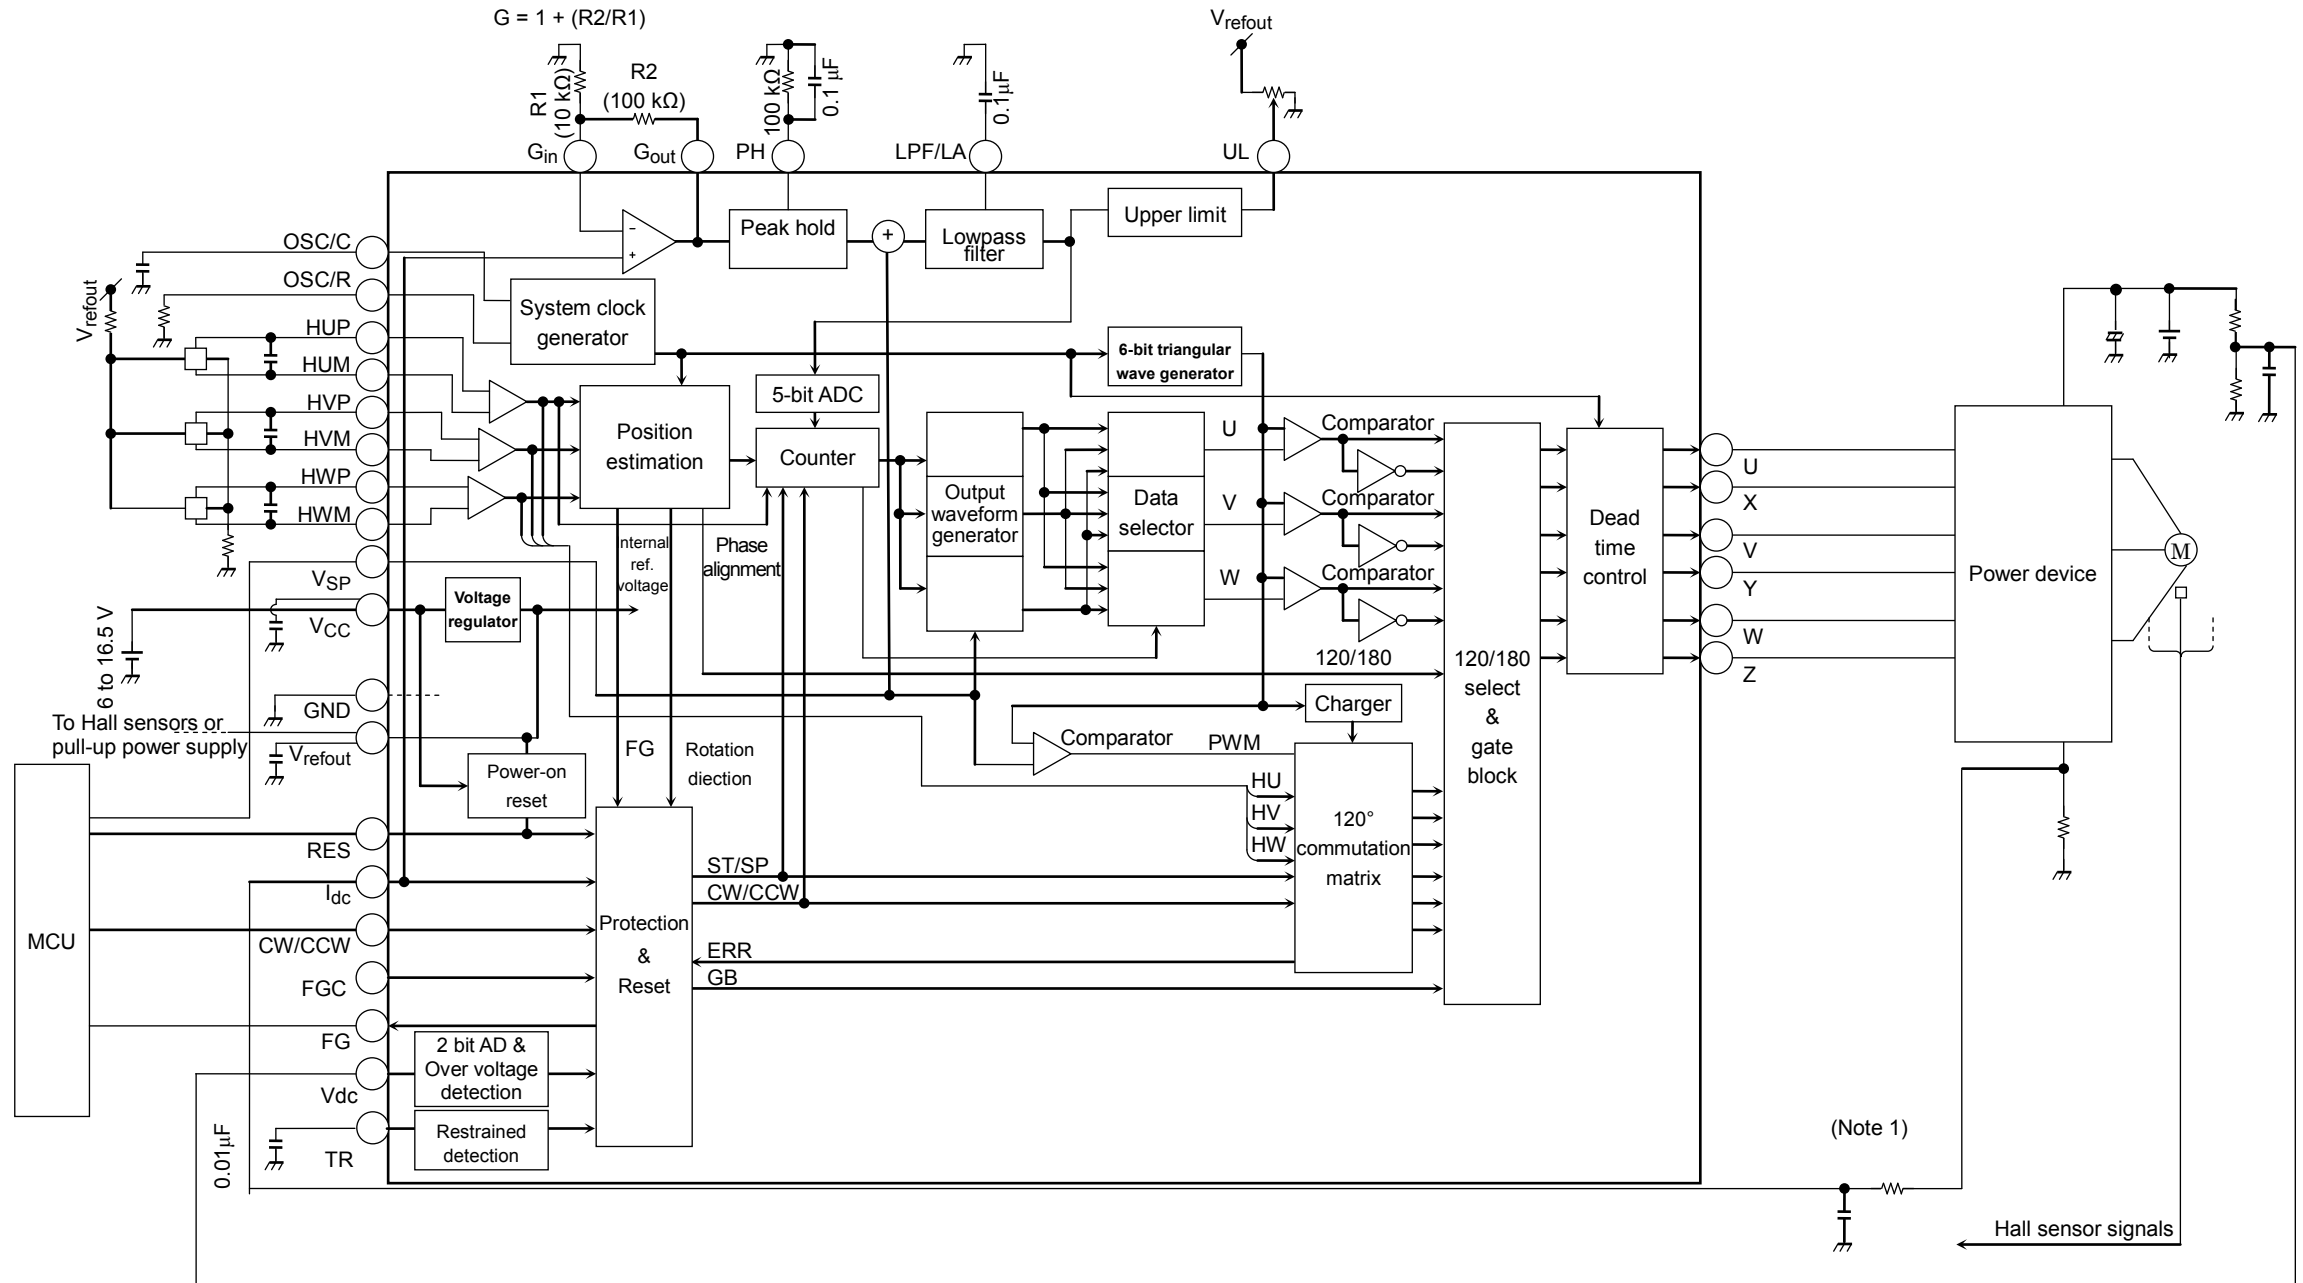 G = 1 + (R2/R1)
Vrefout
R1
(10 kΩ)
R2
(100 kΩ)
100 kΩ
0.1 µF
0.1µF
Gin
Gout
PH
LPF/LA
UL
Peak hold
+
Lowpass
filter
Upper limit
−
+
OSC/C
OSC/R
Vrefout
HUP
HUM
HVP
HVM
HWP
HWM
VSP
VCC
6 to 16.5 V
GND
To Hall sensors or
pull-up power supply
Vrefout
System clock
generator
6-bit triangular
wave generator
5-bit ADC
Position
estimation
Counter
Output
waveform
generator
Data
selector
U
V
W
Comparator
Comparator
Comparator
Internal
ref.
voltage
Phase
alignment
Voltage
regulator
120/180
120/180
select
&
gate
block
Dead
time
control
U
X
V
Y
W
Z
Power device
M
Charger
Comparator
PWM
FG
Rotation
diection
Power-on
reset
HU
HV
HW
120°
commutation
matrix
MCU
RES
Idc
CW/CCW
FGC
FG
Vdc
TR
ST/SP
CW/CCW
ERR
GB
Protection
&
Reset
2 bit AD &
Over voltage
detection
Restrained
detection
0.01µF
(Note 1)
Hall sensor signals